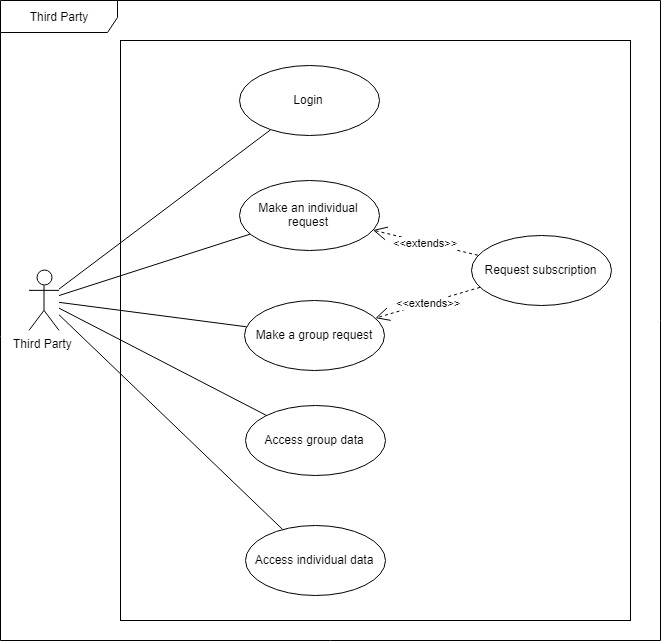 Third Party
Login
Make an individual
request
<<extends>>
Request subscription
<<extends>>
Make a group request
Third Party
Access group data
Access individual data